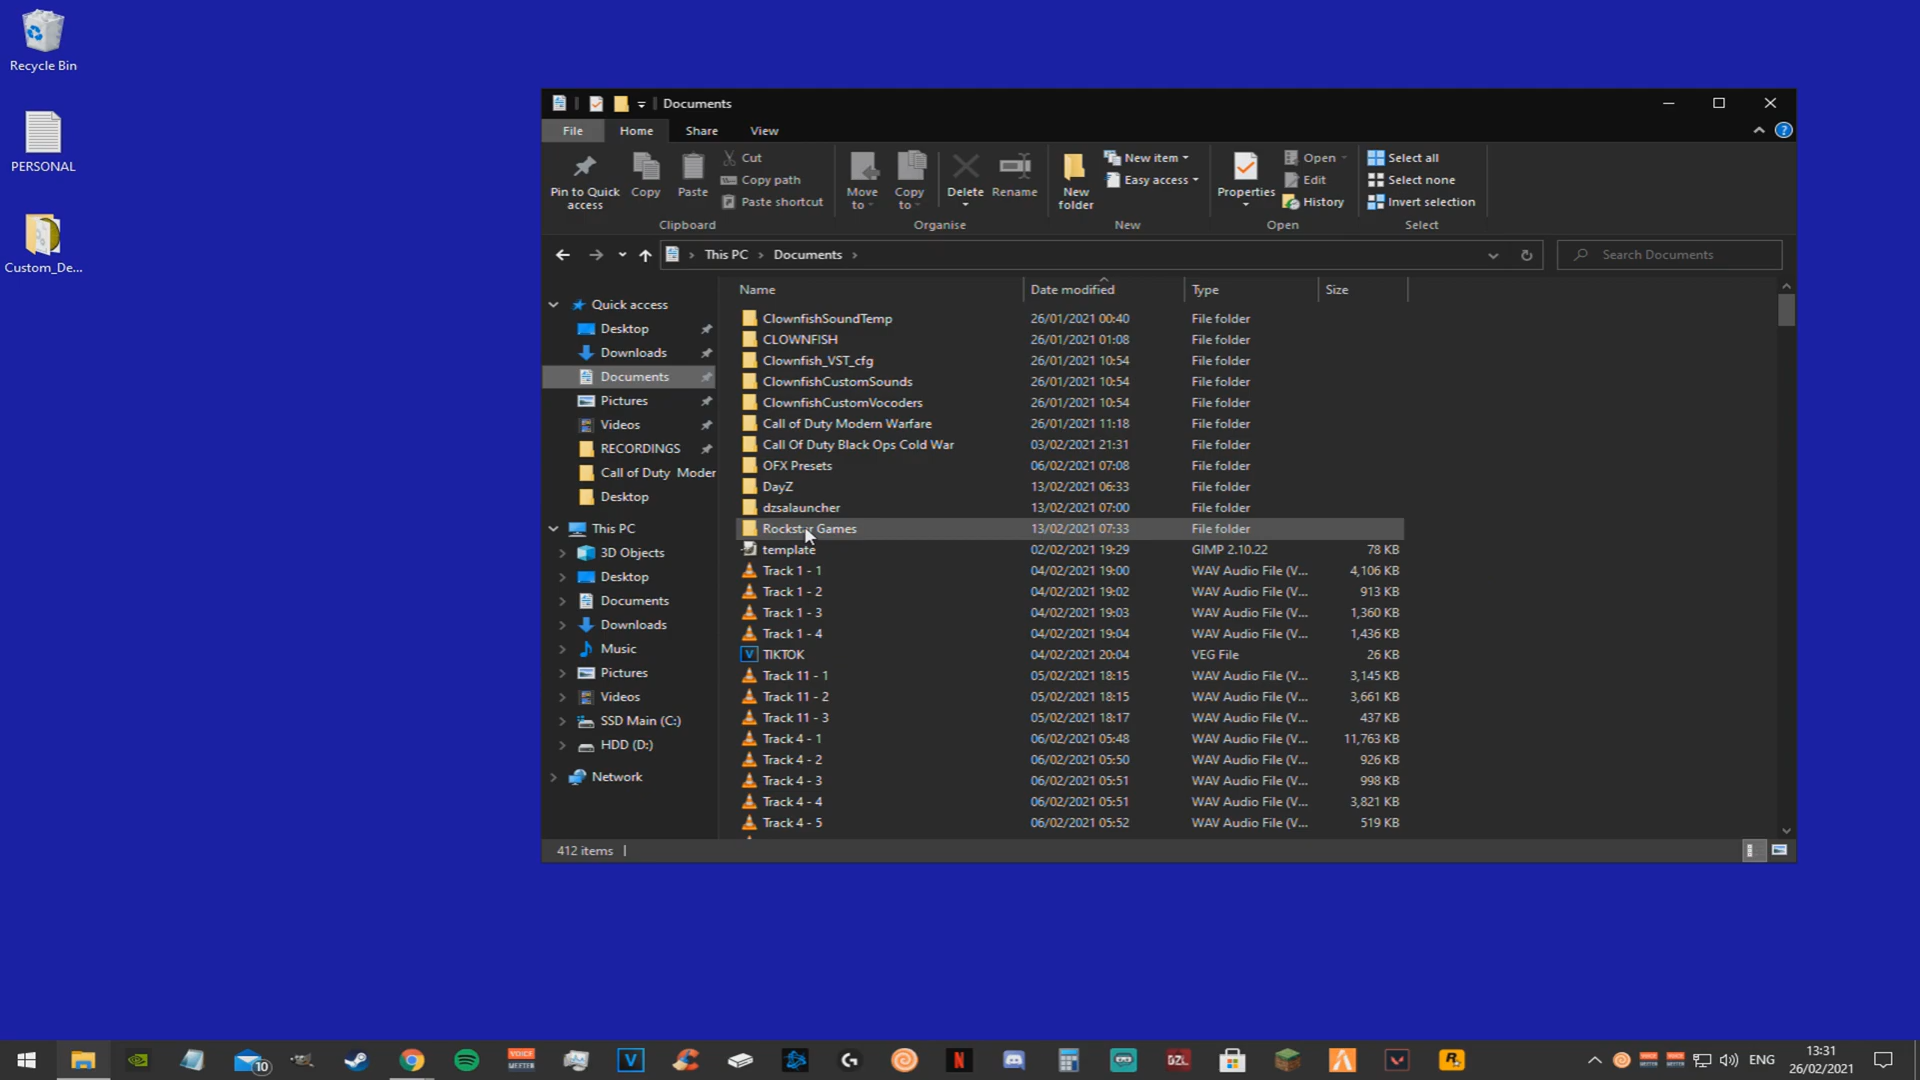 Recycle Bin
PERSONAL
Custom_De...
Documents
File Home Share View
Pin to Quick access
Copy
Paste
Cut
Copy path
Paste shortcut
Clipboard
Move to
Copy to
Delete
Rename
Organise
New folder
New item
Easy access
New
Properties
Open
Edit
History
Open
Select all
Select none
Invert selection
Select
This PC > Documents >
Search Documents
Name Date modified Type Size
Quick access
Desktop
Downloads
Documents
Pictures
Videos
RECORDINGS
Call of Duty Moder
Desktop
This PC
3D Objects
Desktop
Documents
Downloads
Music
Pictures
Videos
SSD Main (C:)
HDD (D:)
Network
ClownfishSoundTemp 26/01/2021 00:40 File folder
CLOWNFISH 26/01/2021 01:08 File folder
Clownfish_VST_cfg 26/01/2021 10:54 File folder
ClownfishCustomSounds 26/01/2021 10:54 File folder
ClownfishCustomVocoders 26/01/2021 10:54 File folder
Call of Duty Modern Warfare 26/01/2021 11:18 File folder
Call Of Duty Black Ops Cold War 03/02/2021 21:31 File folder
OFX Presets 06/02/2021 07:08 File folder
DayZ 13/02/2021 06:33 File folder
dzsalauncher 13/02/2021 07:00 File folder
Rockstar Games 13/02/2021 07:33 File folder
template 02/02/2021 19:29 GIMP 2.10.22 78 KB
Track 1 - 1 04/02/2021 19:00 WAV Audio File (V... 4,106 KB
Track 1 - 2 04/02/2021 19:02 WAV Audio File (V... 913 KB
Track 1 - 3 04/02/2021 19:03 WAV Audio File (V... 1,360 KB
Track 1 - 4 04/02/2021 19:04 WAV Audio File (V... 1,436 KB
TIKTOK 04/02/2021 20:04 VEG File 26 KB
Track 11 - 1 05/02/2021 18:15 WAV Audio File (V... 3,145 KB
Track 11 - 2 05/02/2021 18:15 WAV Audio File (V... 3,661 KB
Track 11 - 3 05/02/2021 18:17 WAV Audio File (V... 437 KB
Track 4 - 1 06/02/2021 05:48 WAV Audio File (V... 11,763 KB
Track 4 - 2 06/02/2021 05:50 WAV Audio File (V... 926 KB
Track 4 - 3 06/02/2021 05:51 WAV Audio File (V... 998 KB
Track 4 - 4 06/02/2021 05:51 WAV Audio File (V... 3,821 KB
Track 4 - 5 06/02/2021 05:52 WAV Audio File (V... 519 KB
412 items
10
VOICE MEETER
V
N
DZL
R
ENG
13:31
26/02/2021